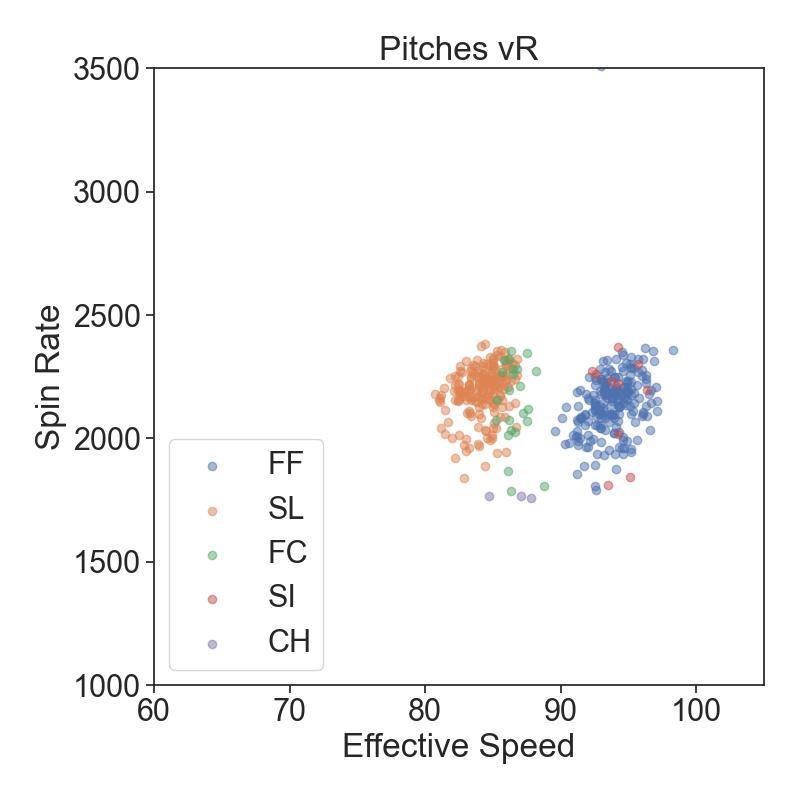 Pitches vR
3500
3000
2500
2000
1500
1000
Spin Rate
FF
SL
FC
SI
CH
60 70 80 90 100
Effective Speed